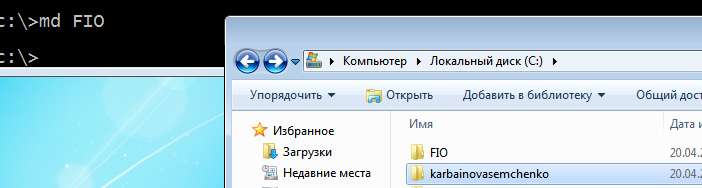 c:\>md FIO
c:\>
Компьютер Локальный диск (C:)
Упорядочить Открыть Добавить в библиотеку Общий дост
Избранное Имя Дата и
Загрузки FIO 20.04.2
Недавние места karbainovasemchenko 20.04.2